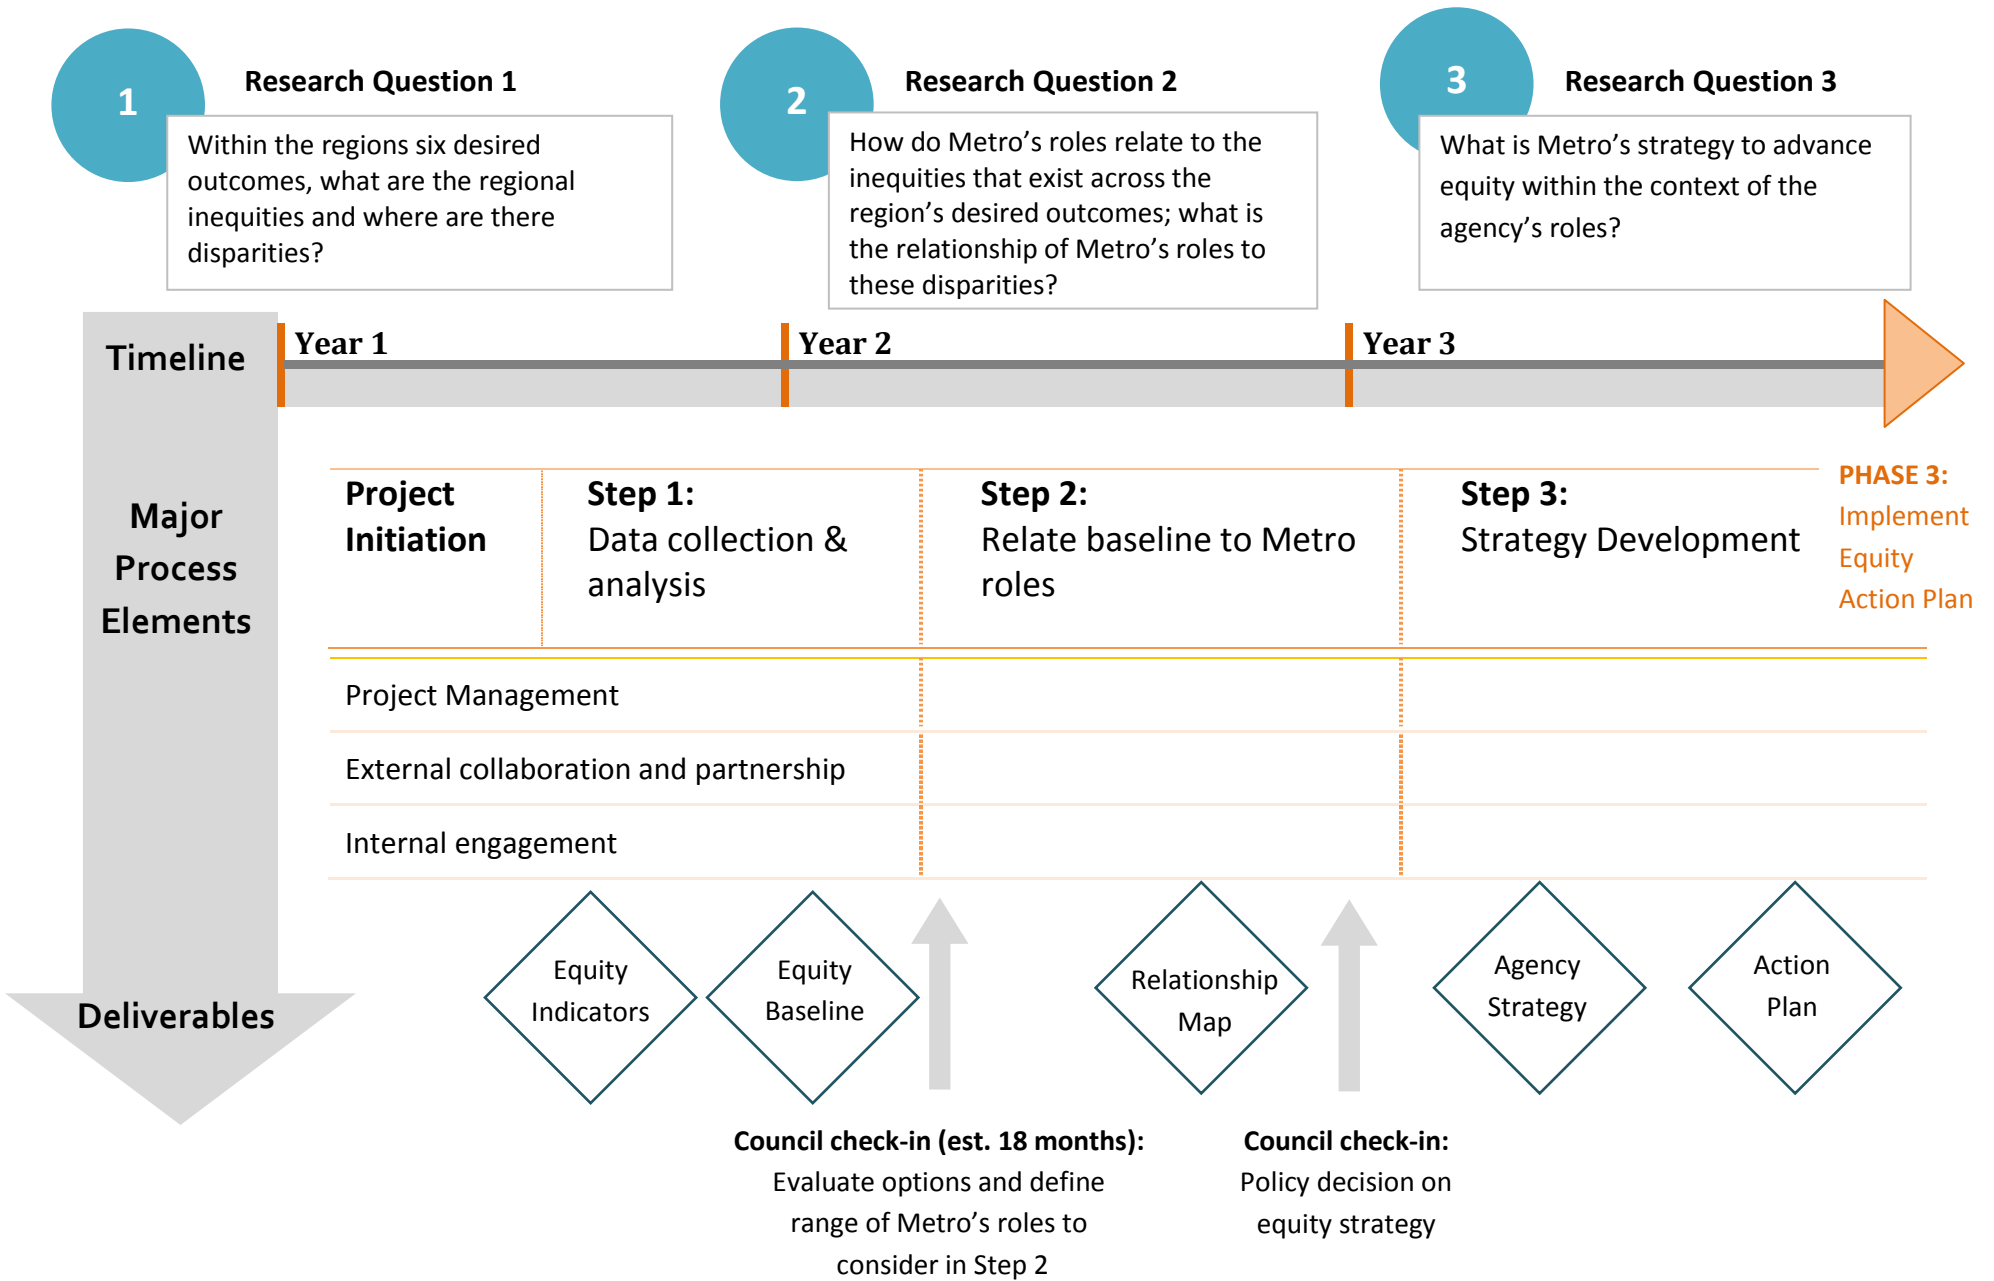 1
Research Question 1
Within the regions six desired
outcomes, what are the regional
inequities and where are there
disparities?
2
Research Question 2
How do Metro’s roles relate to the
inequities that exist across the
region’s desired outcomes; what is
the relationship of Metro’s roles to
these disparities?
3
Research Question 3
What is Metro’s strategy to advance
equity within the context of the
agency’s roles?
Timeline
Year 1
Year 2
Year 3
Major
Process
Elements
Project
Initiation
Step 1:
Data collection &
analysis
Step 2:
Relate baseline to Metro
roles
Step 3:
Strategy Development
PHASE 3:
Implement
Equity
Action Plan
Project Management
External collaboration and partnership
Internal engagement
Deliverables
Equity
Indicators
Equity
Baseline
Relationship
Map
Agency
Strategy
Action
Plan
Council check-in (est. 18 months):
Evaluate options and define
range of Metro’s roles to
consider in Step 2
Council check-in:
Policy decision on
equity strategy